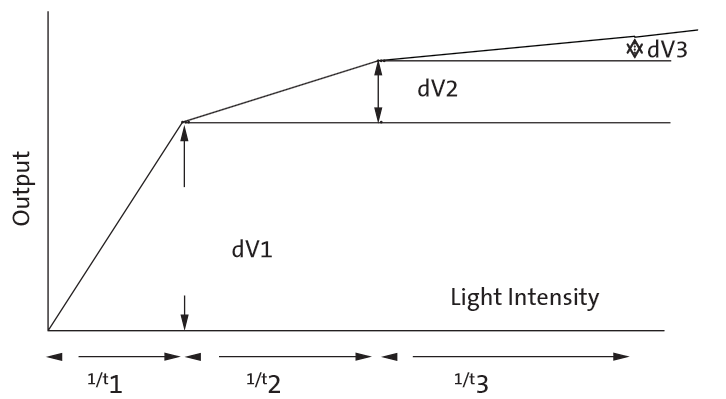 dV3
dV2
Output
dV1
Light Intensity
1/t1 1/t2 1/t3